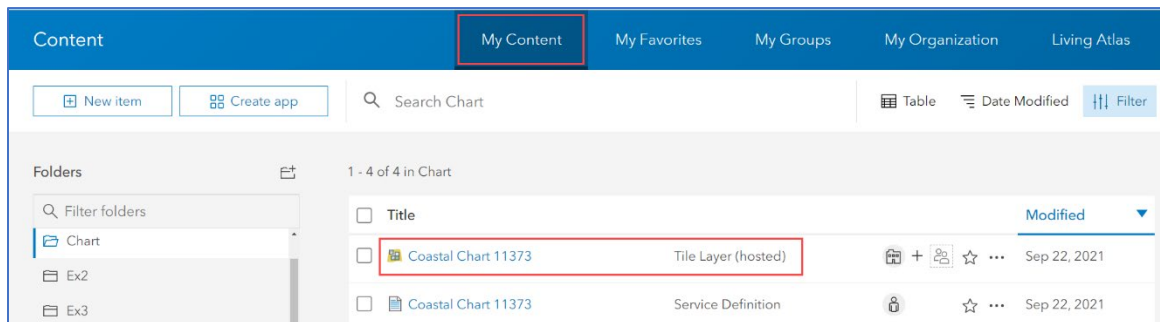 Content My Content My Favorites My Groups My Organization Living Atlas
New item Create app Search Chart Table Date Modified Filter
Folders 1 - 4 of 4 in Chart
Filter folders Title Modified
Chart Coastal Chart 11373 Tile Layer (hosted) Sep 22, 2021
Ex2
Ex3 Coastal Chart 11373 Service Definition Sep 22, 2021